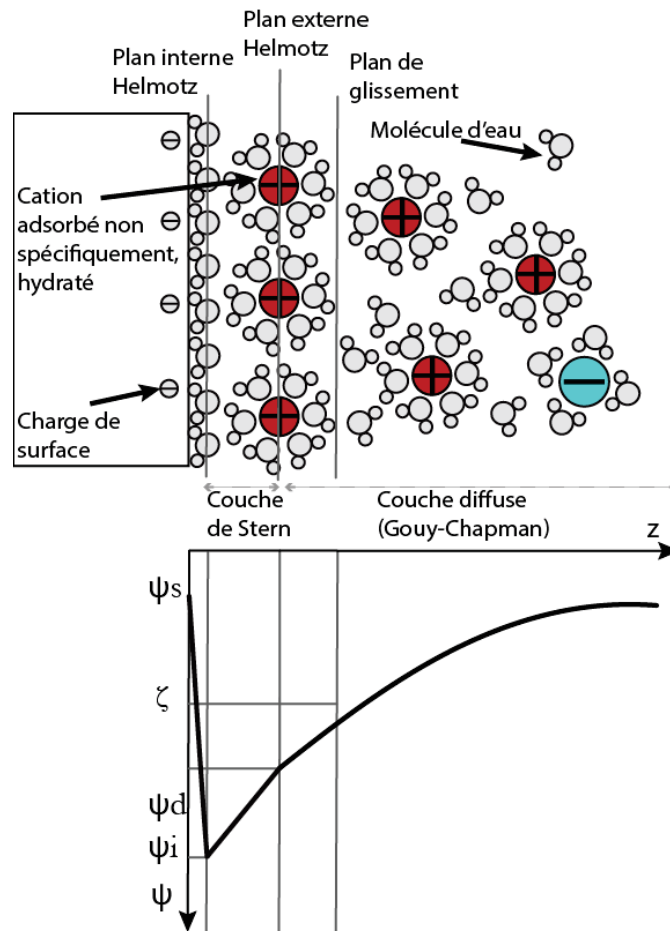 Plan externe
Helmotz
Plan interne
Helmotz
Plan de
glissement
Molécule d'eau
Cation
adsorbé non
spécifiquement,
hydraté
Charge de
surface
Couche
de Stern
Couche diffuse
(Gouy-Chapman)
z
ψs
ζ
ψd
ψi
ψ